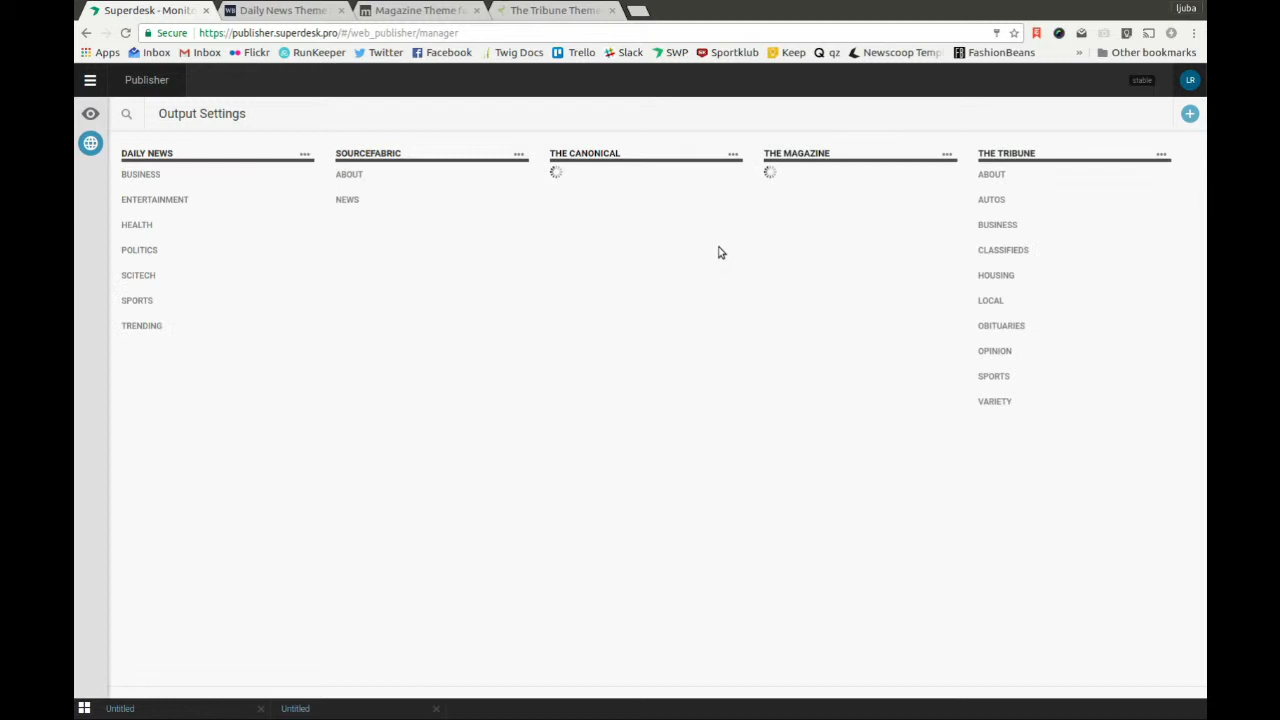 Superdesk - Monito × Daily News Theme × Magazine Theme f × The Tribune Theme × ljuba
Secure https://publisher.superdesk.pro/#/web_publisher/manager
Apps Inbox Inbox Flickr RunKeeper Twitter Facebook Twig Docs Trello Slack SWP Sportklub Keep qz Newscoop Temp FashionBeans » Other bookmarks
Publisher stable LR
Output Settings
DAILY NEWS
BUSINESS
ENTERTAINMENT
HEALTH
POLITICS
SCITECH
SPORTS
TRENDING
SOURCEFABRIC
ABOUT
NEWS
THE CANONICAL
THE MAGAZINE
THE TRIBUNE
ABOUT
AUTOS
BUSINESS
CLASSIFIEDS
HOUSING
LOCAL
OBITUARIES
OPINION
SPORTS
VARIETY
Untitled × Untitled ×